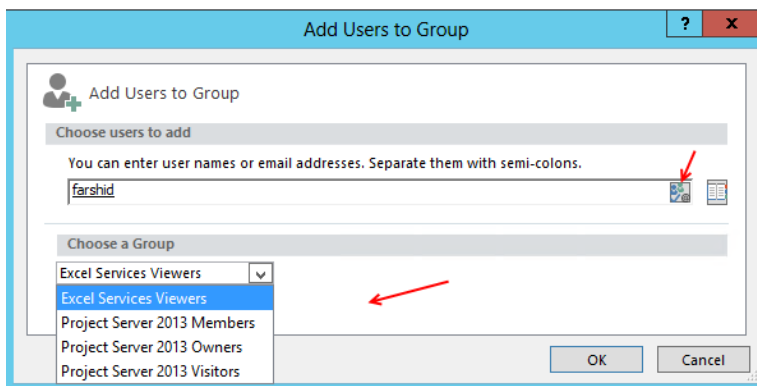 Add Users to Group
? x
Add Users to Group
Choose users to add
You can enter user names or email addresses. Separate them with semi-colons.
farshid
Choose a Group
Excel Services Viewers
Excel Services Viewers
Project Server 2013 Members
Project Server 2013 Owners
Project Server 2013 Visitors
OK Cancel